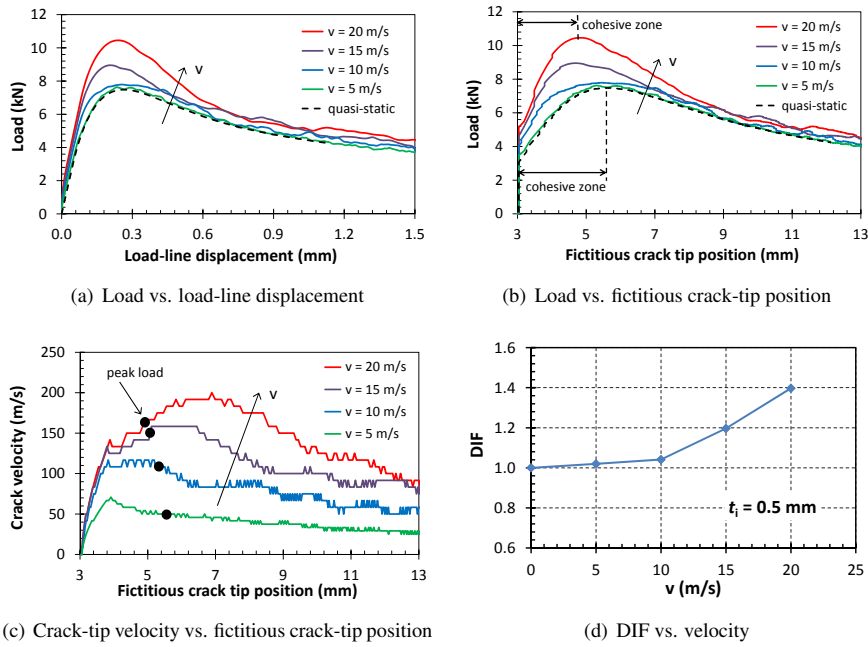 12
10
8
6
4
2
0
Load (kN)
v = 20 m/s
v = 15 m/s
v = 10 m/s
v = 5 m/s
quasi-static
v
0.0 0.3 0.6 0.9 1.2 1.5
Load-line displacement (mm)
(a) Load vs. load-line displacement
12
10
8
6
4
2
0
Load (kN)
cohesive zone
v = 20 m/s
v = 15 m/s
v = 10 m/s
v = 5 m/s
quasi-static
v
cohesive zone
3 5 7 9 11 13
Fictitious crack tip position (mm)
(b) Load vs. fictitious crack-tip position
250
200
150
100
50
0
Crack velocity (m/s)
peak load
v = 20 m/s
v = 15 m/s
v = 10 m/s
v = 5 m/s
v
3 5 7 9 11 13
Fictitious crack tip position (mm)
(c) Crack-tip velocity vs. fictitious crack-tip position
1.6
1.4
1.2
1.0
0.8
0.6
DIF
tᵢ = 0.5 mm
0 5 10 15 20 25
v (m/s)
(d) DIF vs. velocity